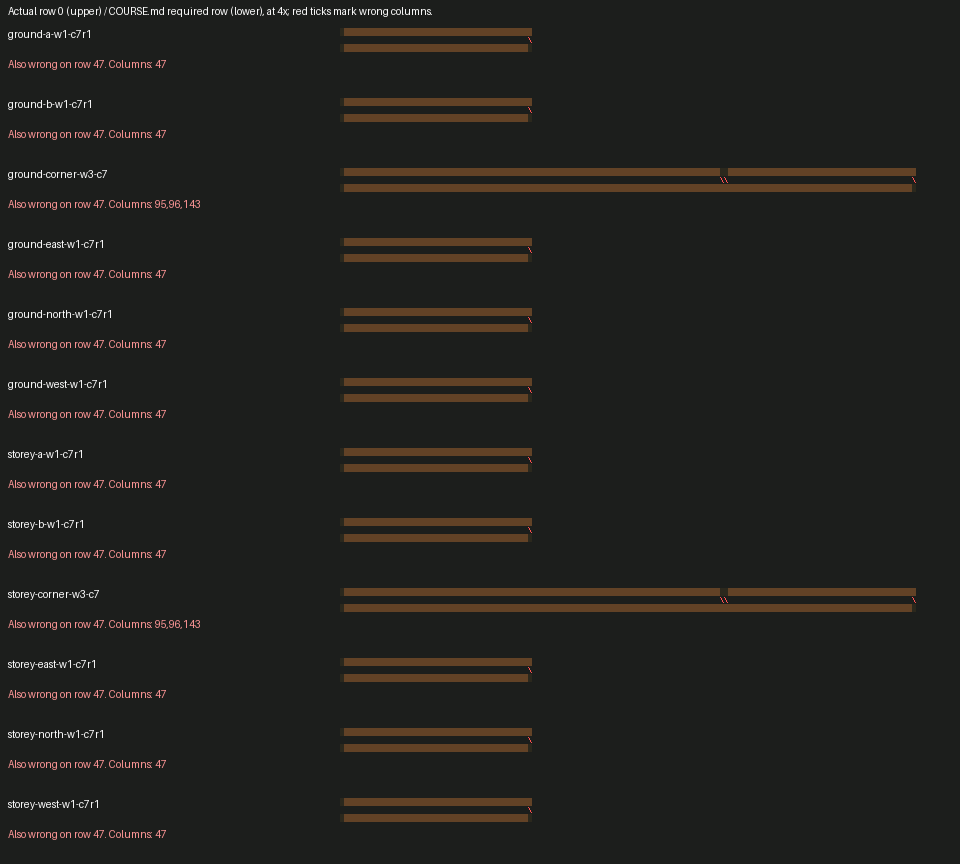 Actual row 0 (upper) / COURSE.md required row (lower), at 4x; red ticks mark wrong columns.
ground-a-w1-c7r1
Also wrong on row 47. Columns: 47
ground-b-w1-c7r1
Also wrong on row 47. Columns: 47
ground-corner-w3-c7
Also wrong on row 47. Columns: 95,96,143
ground-east-w1-c7r1
Also wrong on row 47. Columns: 47
ground-north-w1-c7r1
Also wrong on row 47. Columns: 47
ground-west-w1-c7r1
Also wrong on row 47. Columns: 47
storey-a-w1-c7r1
Also wrong on row 47. Columns: 47
storey-b-w1-c7r1
Also wrong on row 47. Columns: 47
storey-corner-w3-c7
Also wrong on row 47. Columns: 95,96,143
storey-east-w1-c7r1
Also wrong on row 47. Columns: 47
storey-north-w1-c7r1
Also wrong on row 47. Columns: 47
storey-west-w1-c7r1
Also wrong on row 47. Columns: 47